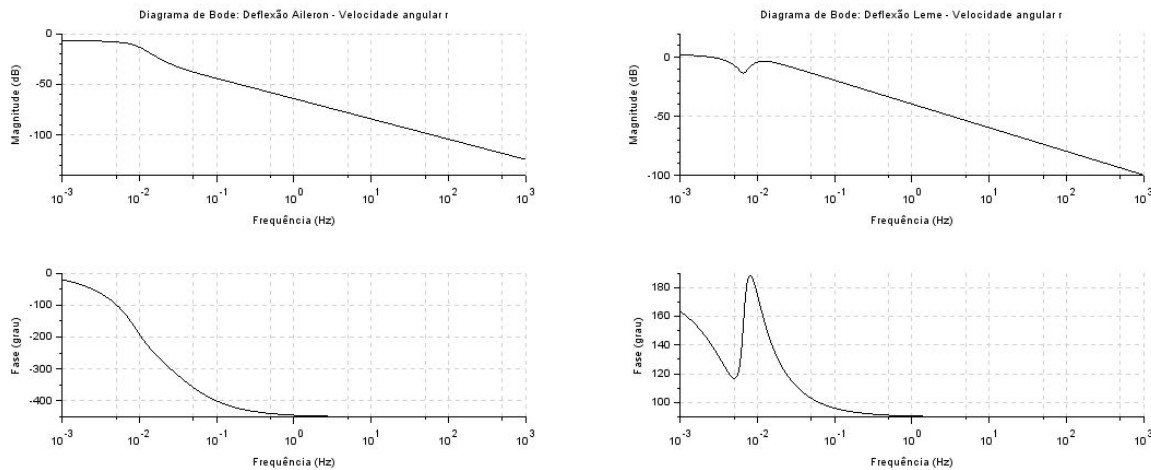 Diagrama de Bode: Deflexão Aileron - Velocidade angular r
0
-50
-100
Magnitude (dB)
10^-3 10^-2 10^-1 10^0 10^1 10^2 10^3
Frequência (Hz)
0
-100
-200
-300
-400
Fase (grau)
10^-3 10^-2 10^-1 10^0 10^1 10^2 10^3
Frequência (Hz)
Diagrama de Bode: Deflexão Leme - Velocidade angular r
0
-50
-100
Magnitude (dB)
10^-3 10^-2 10^-1 10^0 10^1 10^2 10^3
Frequência (Hz)
180
160
140
120
100
Fase (grau)
10^-3 10^-2 10^-1 10^0 10^1 10^2 10^3
Frequência (Hz)